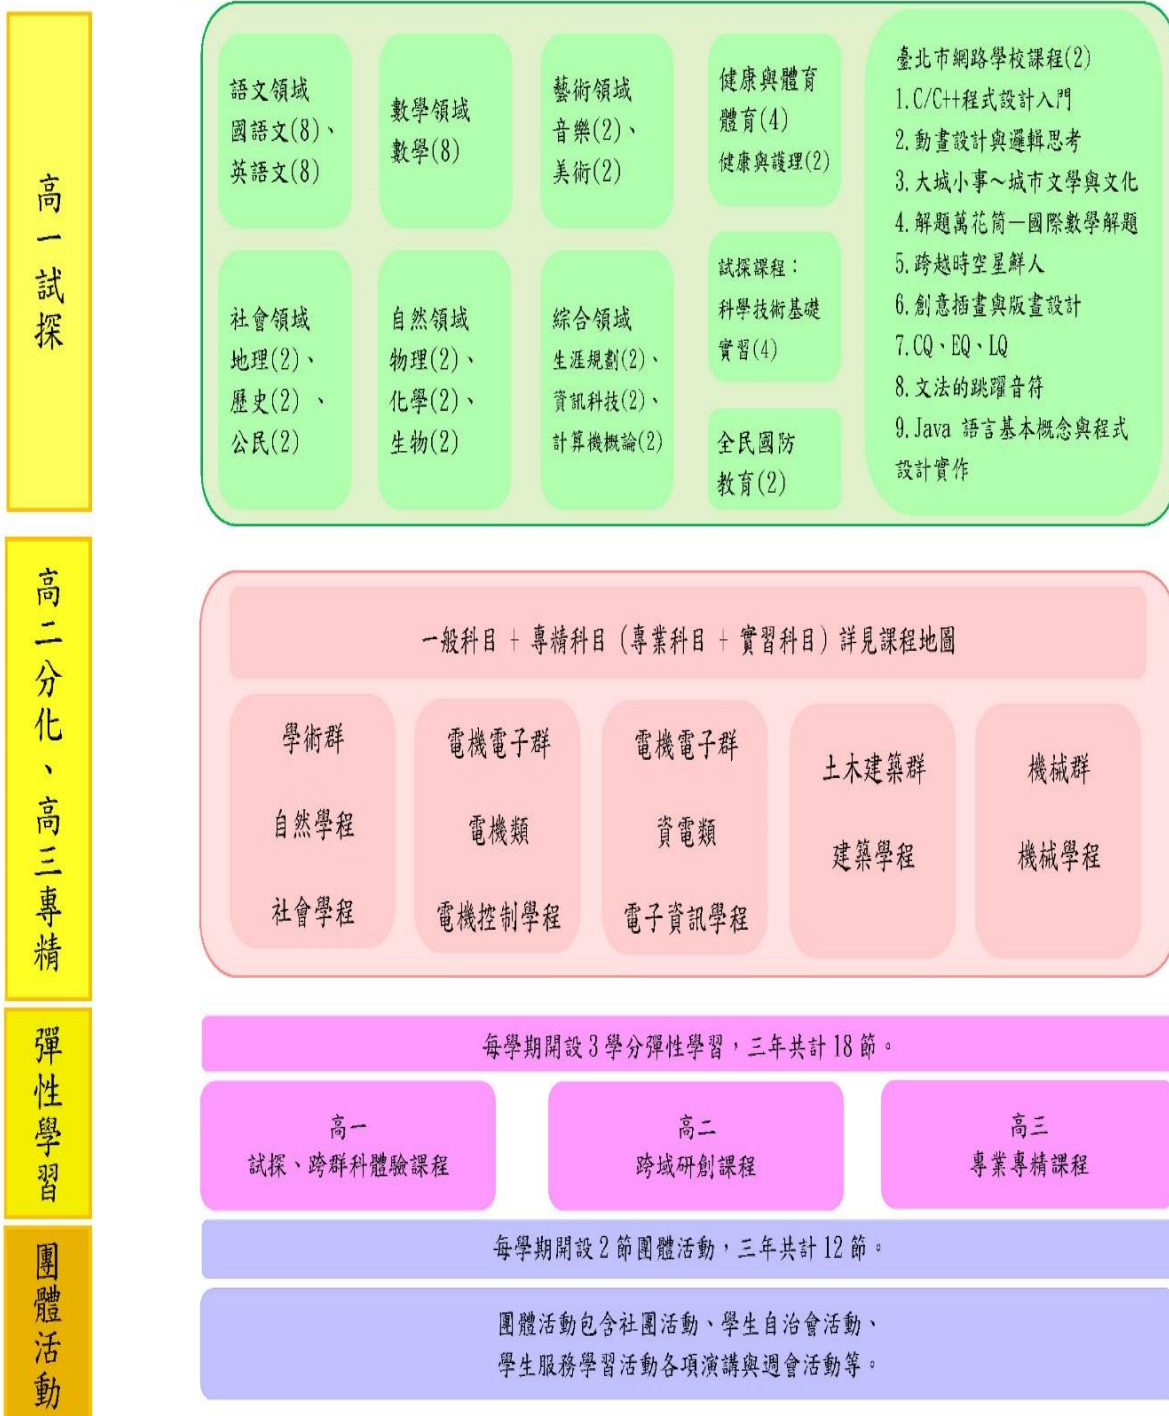 高一試探
語文領域
國語文(8)、
英語文(8)
數學領域
數學(8)
藝術領域
音樂(2)、
美術(2)
健康與體育
體育(4)
健康與護理(2)
社會領域
地理(2)、
歷史(2) 、
公民(2)
自然領域
物理(2)、
化學(2)、
生物(2)
綜合領域
生涯規劃(2)、
資訊科技(2)、
計算機概論(2)
試探課程：
科學技術基礎
實習(4)
全民國防
教育(2)
臺北市網路學校課程(2)
1.C/C++程式設計入門
2.動畫設計與邏輯思考
3.大城小事～城市文學與文化
4.解題萬花筒—國際數學解題
5.跨越時空星鮮人
6.創意插畫與版畫設計
7.CQ、EQ、LQ
8.文法的跳躍音符
9.Java 語言基本概念與程式
設計實作
高二分化、高三專精
一般科目 + 專精科目 (專業科目 + 實習科目) 詳見課程地圖
學術群
自然學程
社會學程
電機電子群
電機類
電機控制學程
電機電子群
資電類
電子資訊學程
土木建築群
建築學程
機械群
機械學程
彈性學習
每學期開設 3 學分彈性學習，三年共計 18 節。
高一
試探、跨群科體驗課程
高二
跨域研創課程
高三
專業專精課程
團體活動
每學期開設 2 節團體活動，三年共計 12 節。
團體活動包含社團活動、學生自治會活動、
學生服務學習活動各項演講與週會活動等。